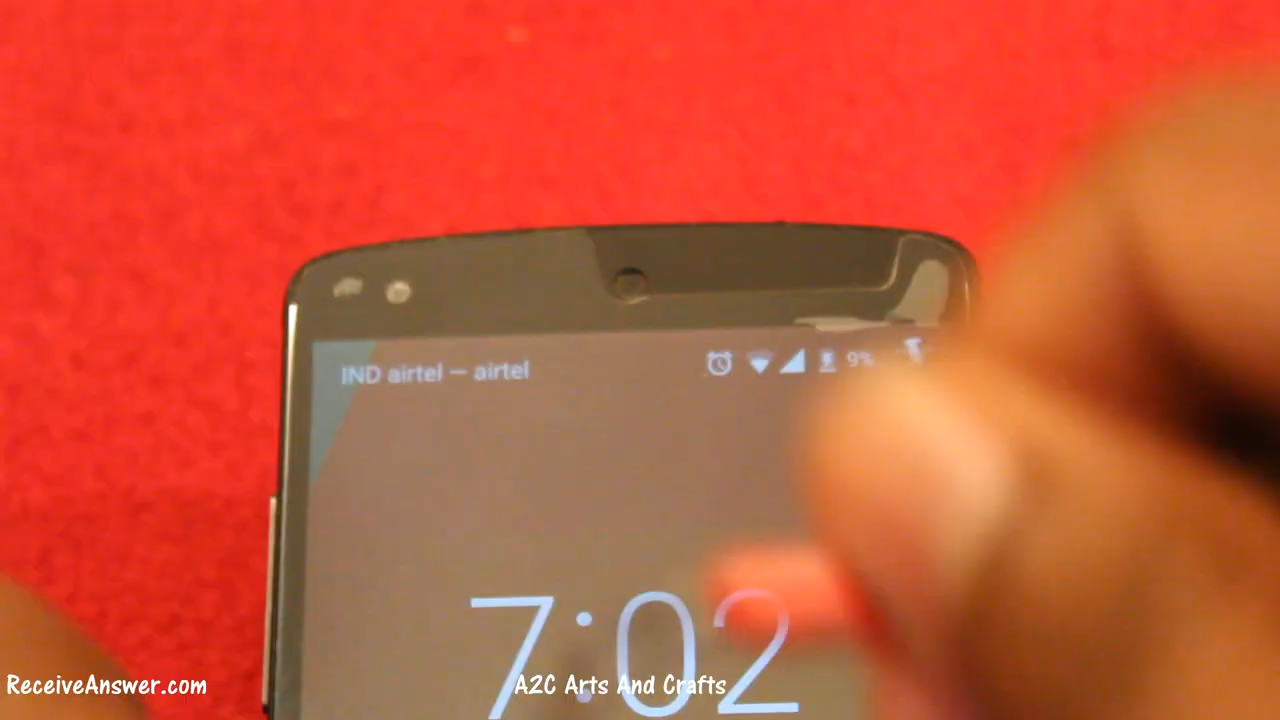 IND airtel — airtel 9%
7:02
ReceiveAnswer.com A2C Arts And Crafts